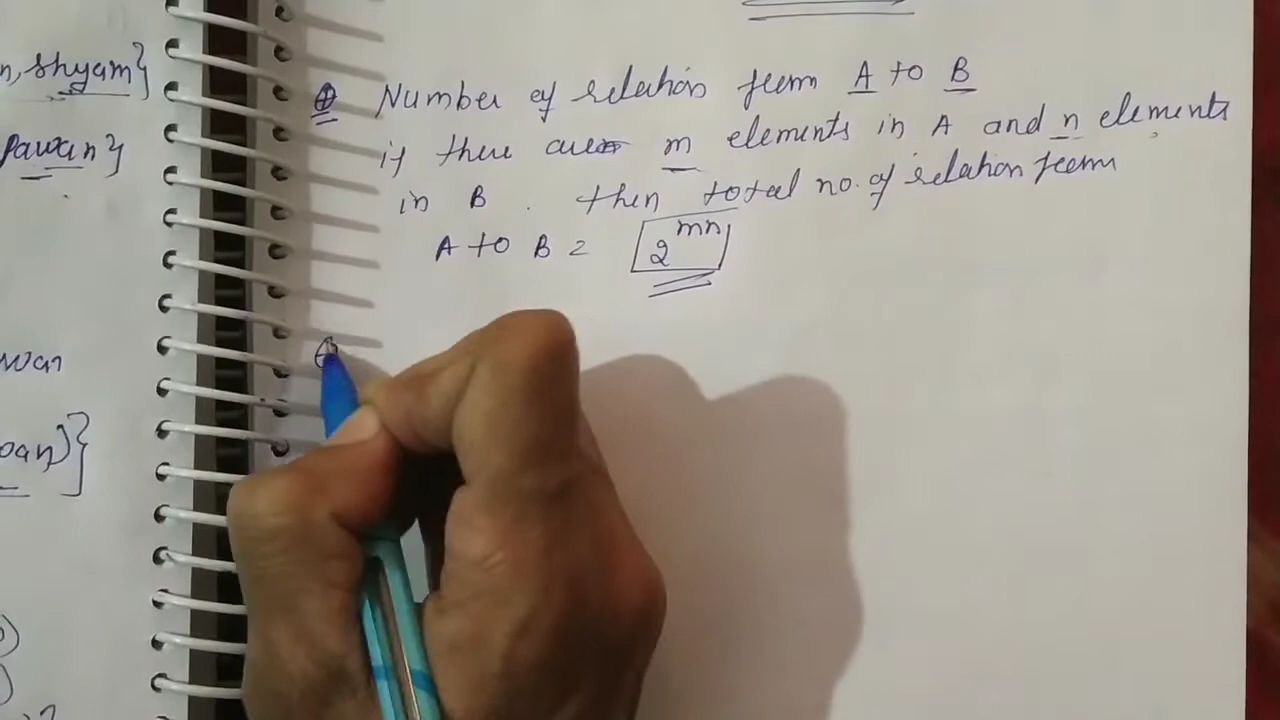 n, shyam}
Pawan}
wan
oan)}
⊕ Number of relation from A to B
if there are m elements in A and n elements
in B . then total no. of relation from
A to B = 2^mn